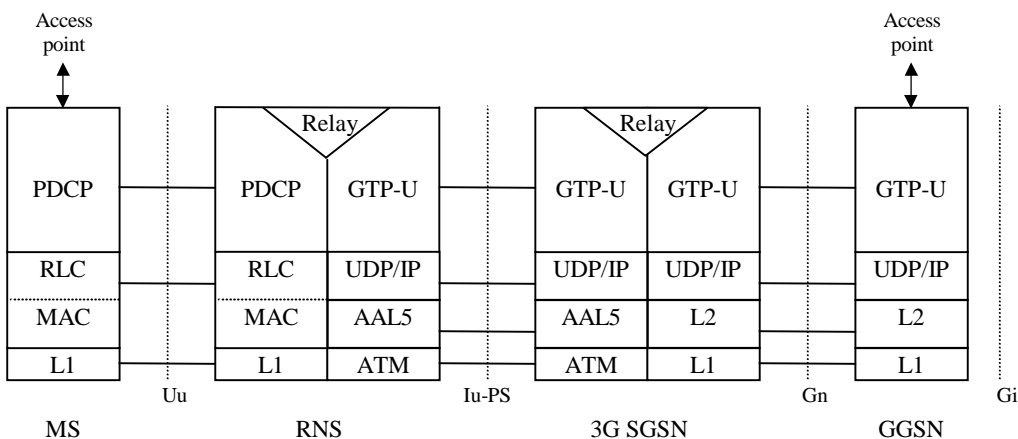 Access
point
Access
point
Relay
Relay
PDCP
PDCP
GTP-U
GTP-U
GTP-U
GTP-U
RLC
RLC
UDP/IP
UDP/IP
UDP/IP
UDP/IP
MAC
MAC
AAL5
AAL5
L2
L2
L1
L1
ATM
ATM
L1
L1
Uu
Iu-PS
Gn
Gi
MS
RNS
3G SGSN
GGSN